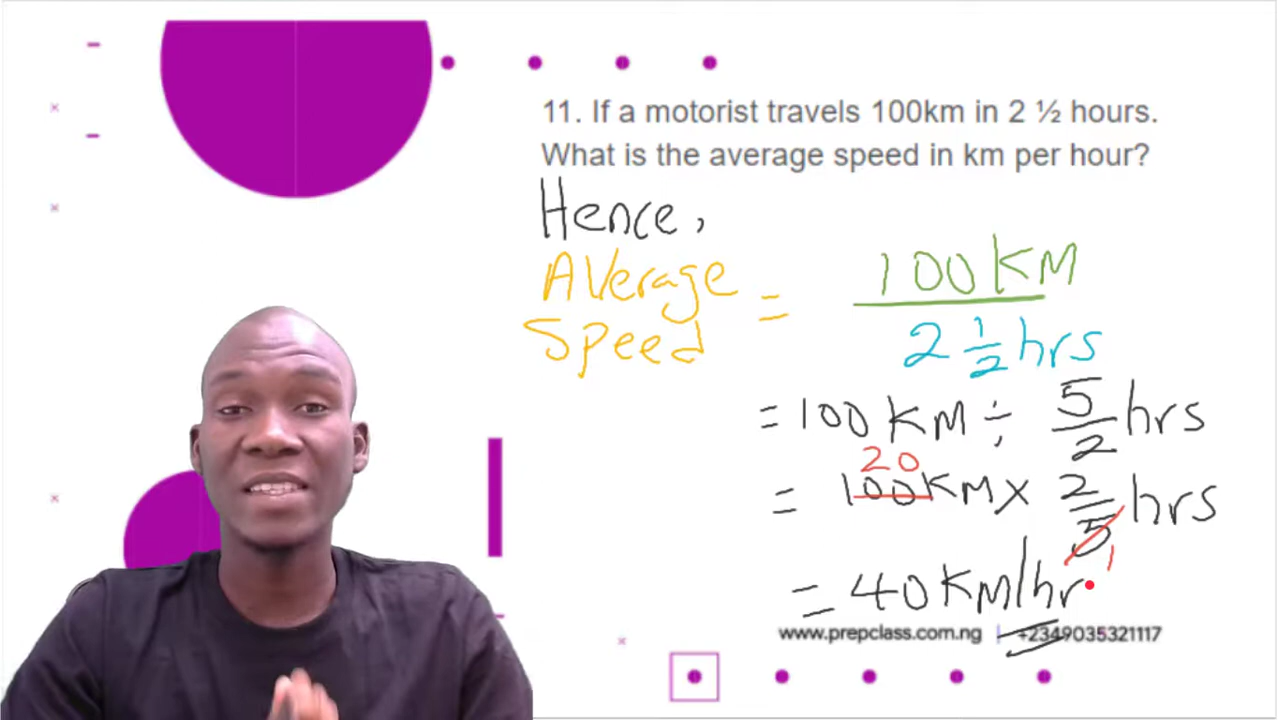 11. If a motorist travels 100km in 2 ½ hours.
What is the average speed in km per hour?
Hence,
Average = 100KM
Speed 2 1/2 hrs
= 100KM ÷ 5/2 hrs
20
= 100KM x 2/5 hrs
1
= 40KM/hr
www.prepclass.com.ng | +2349035321117